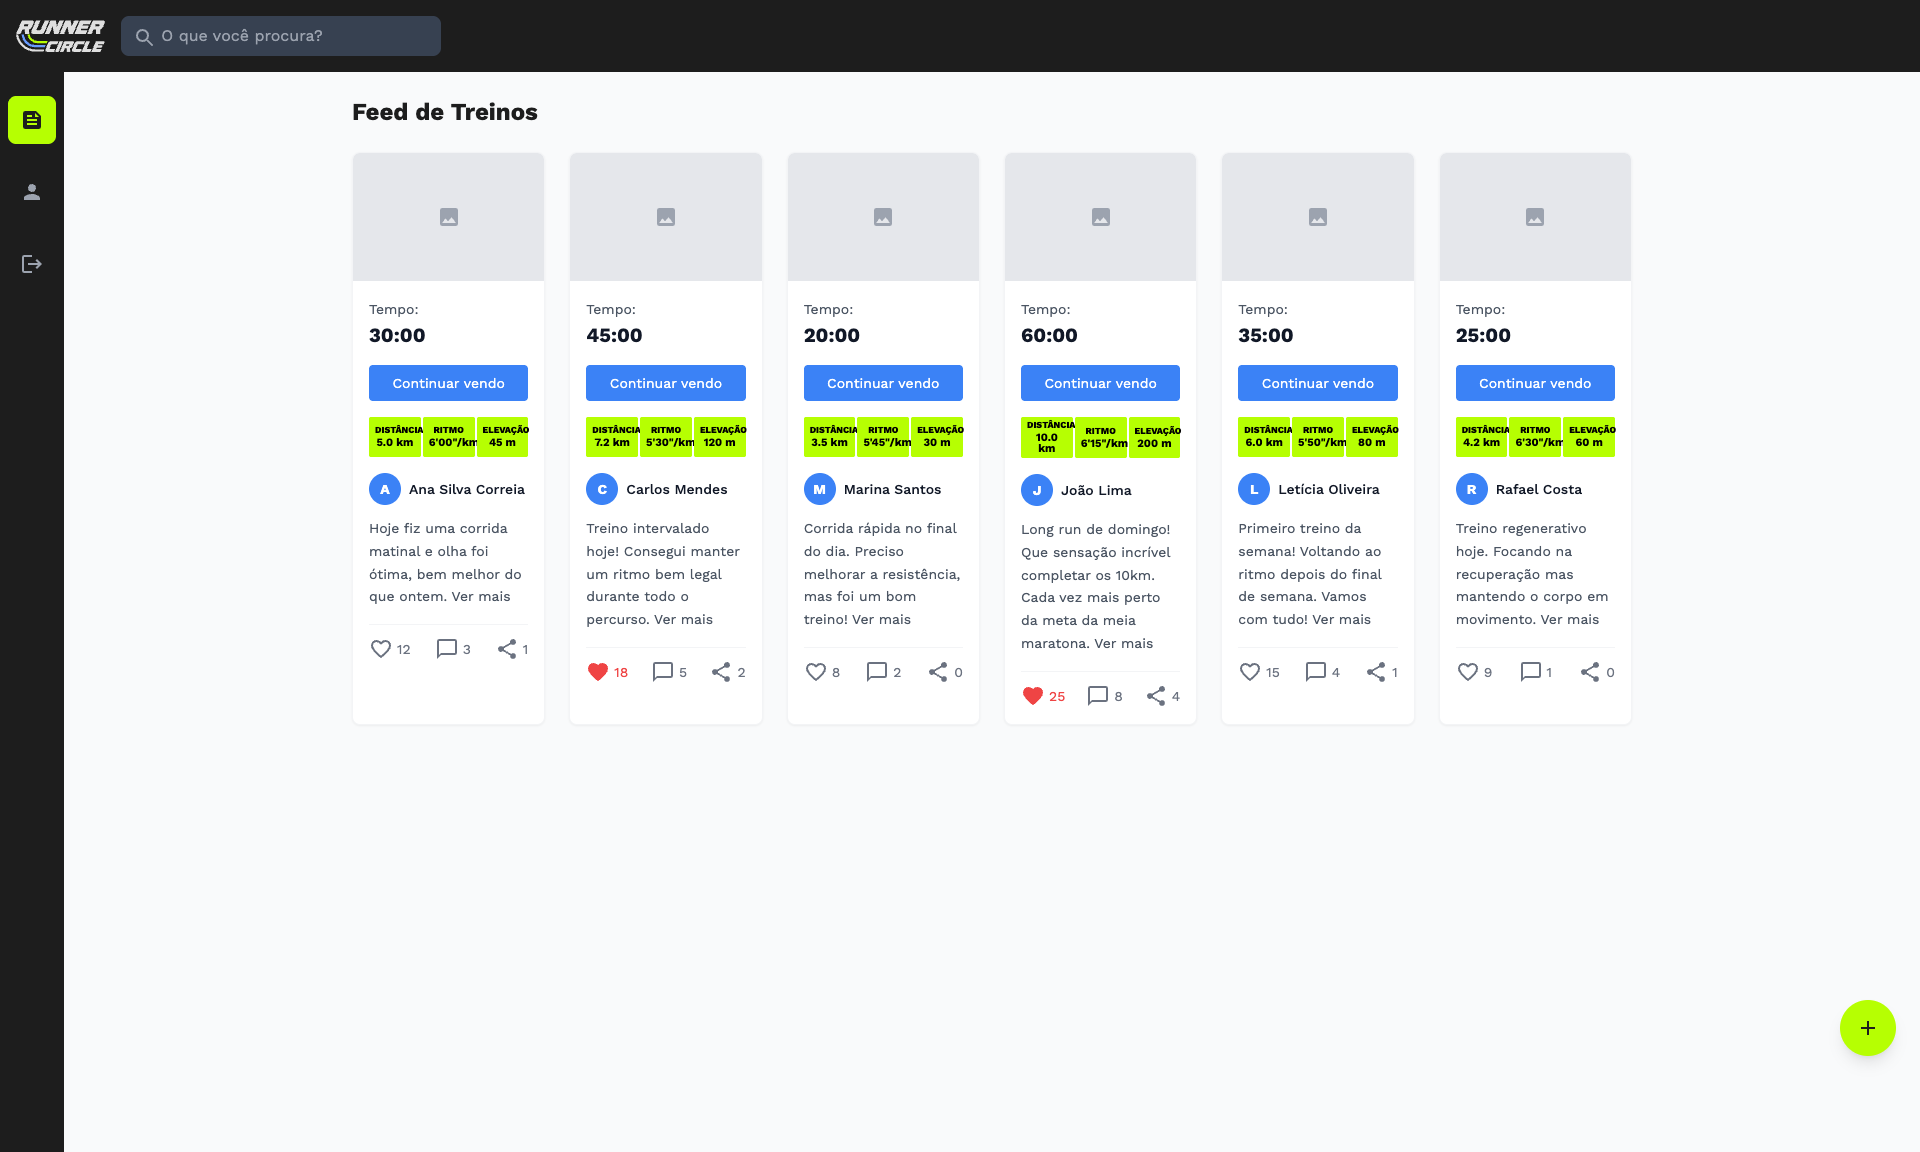 RUNNER
CIRCLE
O que você procura?
Feed de Treinos
Tempo:
30:00
Continuar vendo
DISTÂNCIA RITMO ELEVAÇÃO
5.0 km 6'00"/km 45 m
A Ana Silva Correia
Hoje fiz uma corrida
matinal e olha foi
ótima, bem melhor do
que ontem. Ver mais
12 3 1
Tempo:
45:00
Continuar vendo
DISTÂNCIA RITMO ELEVAÇÃO
7.2 km 5'30"/km 120 m
C Carlos Mendes
Treino intervalado
hoje! Consegui manter
um ritmo bem legal
durante todo o
percurso. Ver mais
18 5 2
Tempo:
20:00
Continuar vendo
DISTÂNCIA RITMO ELEVAÇÃO
3.5 km 5'45"/km 30 m
M Marina Santos
Corrida rápida no final
do dia. Preciso
melhorar a resistência,
mas foi um bom
treino! Ver mais
8 2 0
Tempo:
60:00
Continuar vendo
DISTÂNCIA RITMO ELEVAÇÃO
10.0 6'15"/km 200 m
km
J João Lima
Long run de domingo!
Que sensação incrível
completar os 10km.
Cada vez mais perto
da meta da meia
maratona. Ver mais
25 8 4
Tempo:
35:00
Continuar vendo
DISTÂNCIA RITMO ELEVAÇÃO
6.0 km 5'50"/km 80 m
L Letícia Oliveira
Primeiro treino da
semana! Voltando ao
ritmo depois do final
de semana. Vamos
com tudo! Ver mais
15 4 1
Tempo:
25:00
Continuar vendo
DISTÂNCIA RITMO ELEVAÇÃO
4.2 km 6'30"/km 60 m
R Rafael Costa
Treino regenerativo
hoje. Focando na
recuperação mas
mantendo o corpo em
movimento. Ver mais
9 1 0